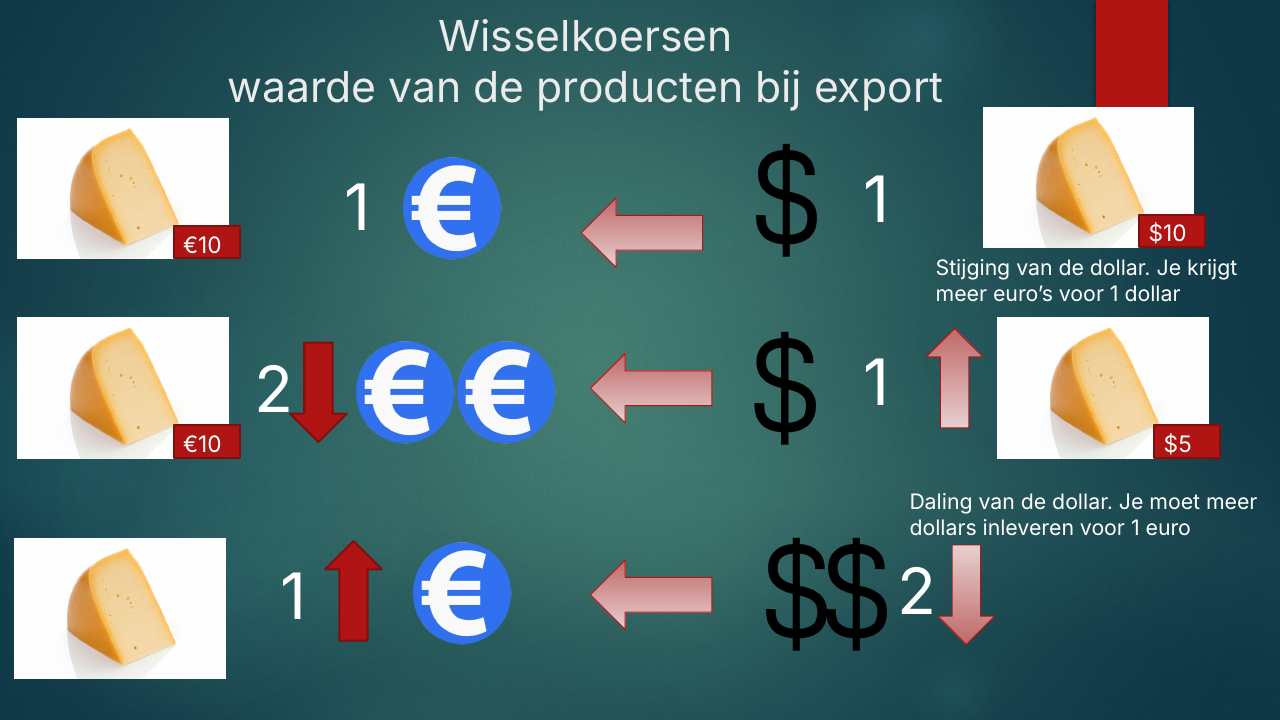 Wisselkoersen
waarde van de producten bij export
€10
1 €
$ 1
$10
Stijging van de dollar. Je krijgt
meer euro’s voor 1 dollar
€10
2 € €
$ 1
$5
Daling van de dollar. Je moet meer
dollars inleveren voor 1 euro
1 €
$$ 2